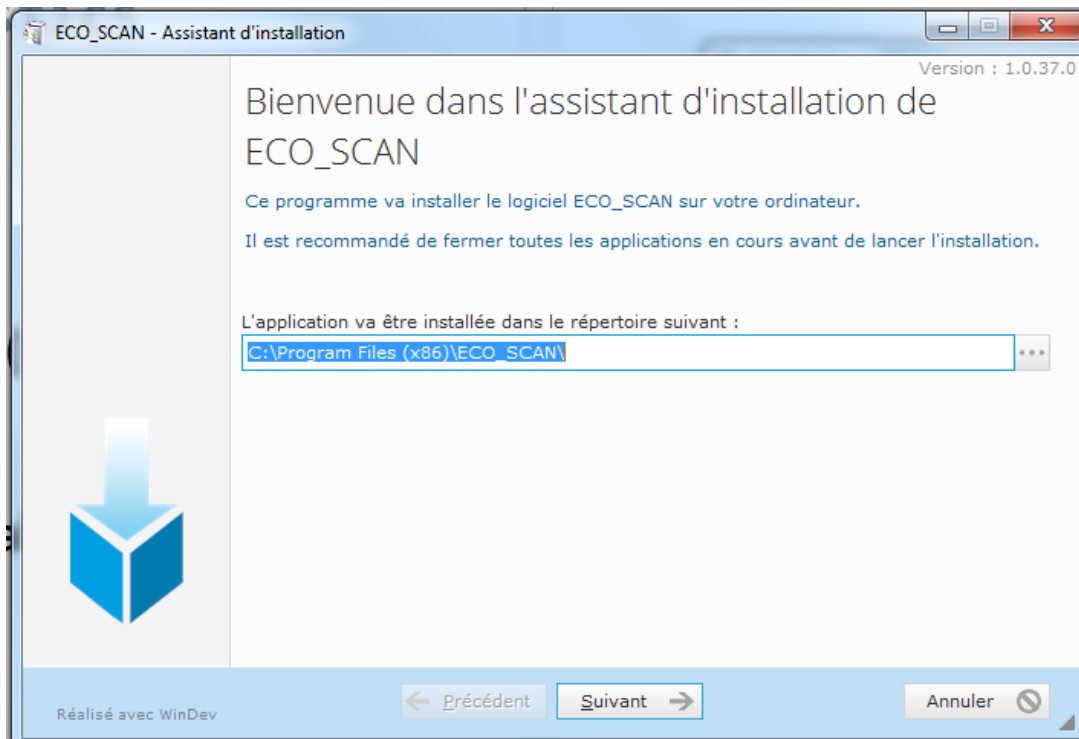 ECO_SCAN - Assistant d'installation
Version : 1.0.37.0
Bienvenue dans l'assistant d'installation de
ECO_SCAN
Ce programme va installer le logiciel ECO_SCAN sur votre ordinateur.
Il est recommandé de fermer toutes les applications en cours avant de lancer l'installation.
L'application va être installée dans le répertoire suivant :
C:\Program Files (x86)\ECO_SCAN\
Réalisé avec WinDev
Précédent
Suivant
Annuler